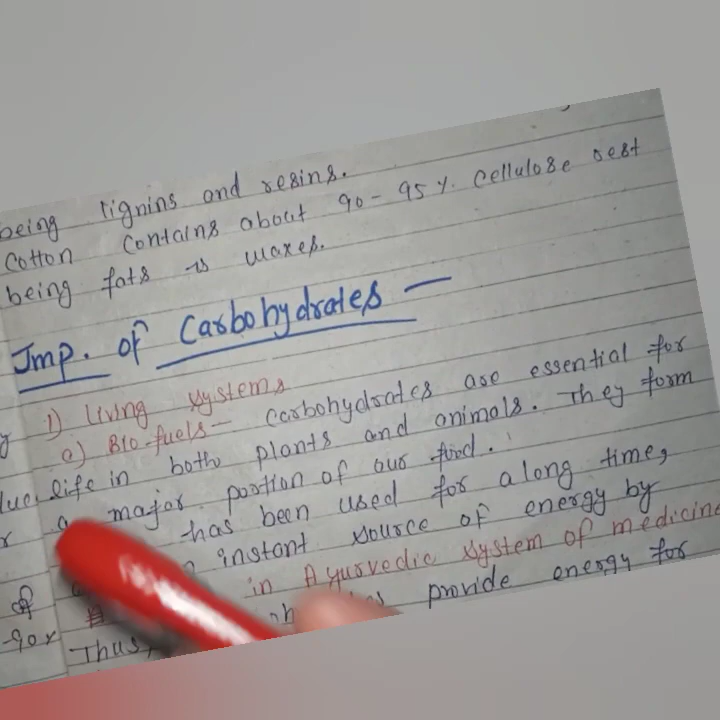 being lignins and resins.
Cotton contains about 90-95% cellulose rest
being fats is waxes.
Imp. of Carbohydrates —
1) Living systems
a) Bio-fuels - carbohydrates are essential for
life in both plants and animals. They form
a major portion of our food.
has been used for a long time,
instant source of energy by
in Ayurvedic system of medicine
Thus, provide energy for
of
90%